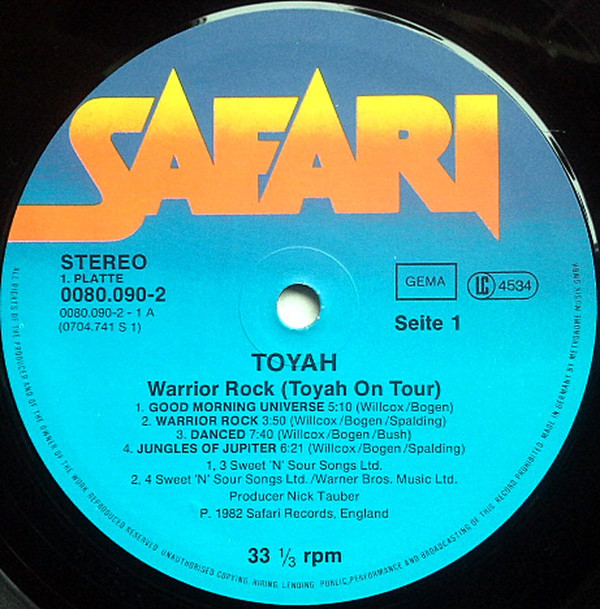 SAFARI
STEREO
1. PLATTE
0080.090-2
0080.090-2 - 1 A
(0704.741 S 1)
GEMA
LC 4534
Seite 1
TOYAH
Warrior Rock (Toyah On Tour)
1. GOOD MORNING UNIVERSE 5:10 (Willcox/Bogen)
2. WARRIOR ROCK 3:50 (Willcox/Bogen/Spalding)
3. DANCED 7:40 (Willcox/Bogen/Bush)
4. JUNGLES OF JUPITER 6:21 (Willcox/Bogen/Spalding)
1, 3 Sweet 'N' Sour Songs Ltd.
2, 4 Sweet 'N' Sour Songs Ltd./Warner Bros. Music Ltd.
Producer Nick Tauber
P. 1982 Safari Records, England
33 ⅓ rpm
ALL RIGHTS OF THE PRODUCER AND OF THE OWNER OF THE WORK REPRODUCED RESERVED. UNAUTHORISED COPYING, HIRING, LENDING, PUBLIC PERFORMANCE AND BROADCASTING OF THIS RECORD PROHIBITED. MADE IN GERMANY BY METRONOME MUSIK GMBH